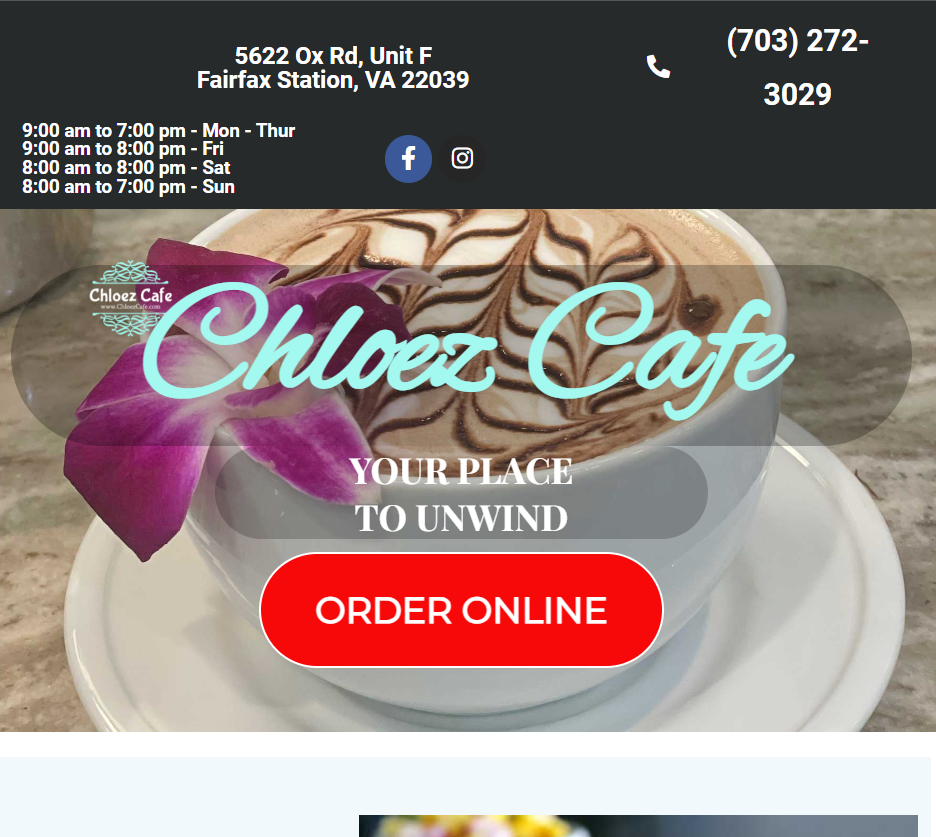 5622 Ox Rd, Unit F
Fairfax Station, VA 22039
(703) 272-
3029
9:00 am to 7:00 pm - Mon - Thur
9:00 am to 8:00 pm - Fri
8:00 am to 8:00 pm - Sat
8:00 am to 7:00 pm - Sun
Chloez Cafe
www.ChloezCafe.com
Chloez Cafe
YOUR PLACE
TO UNWIND
ORDER ONLINE